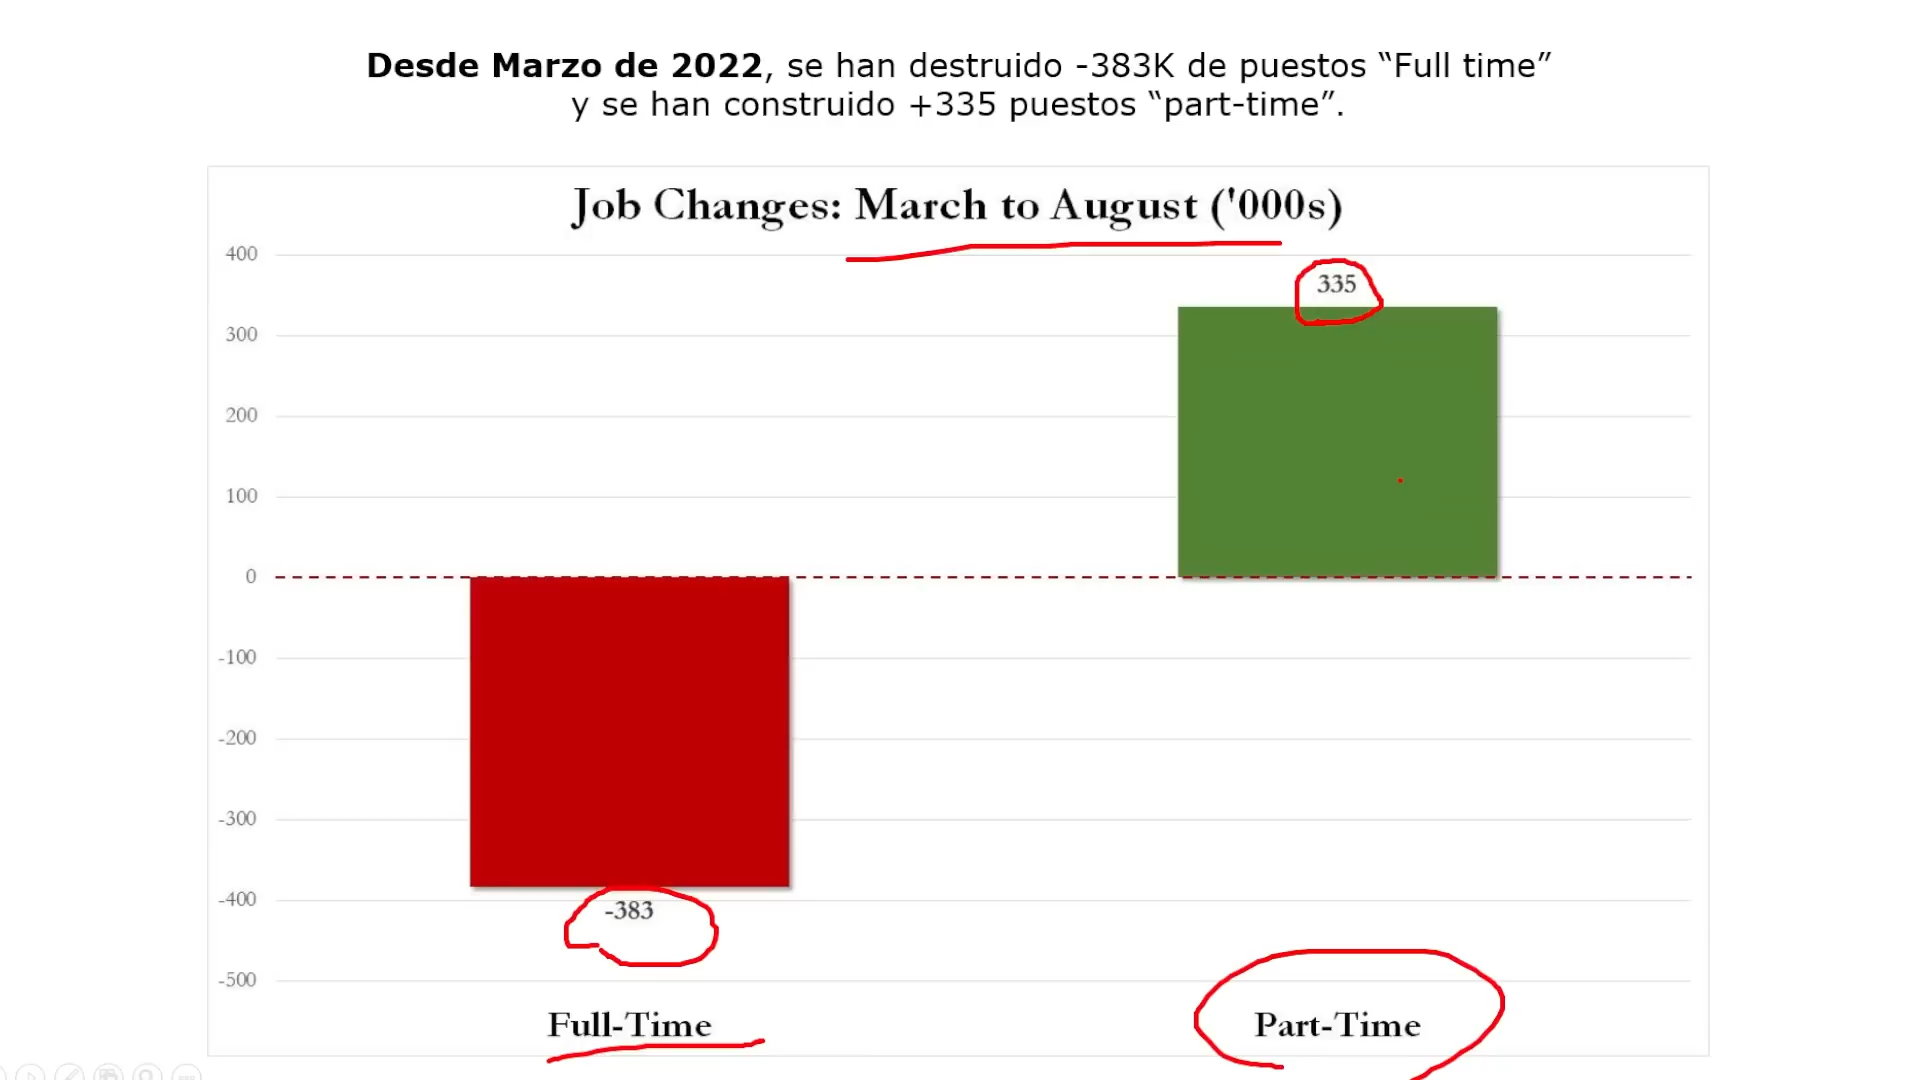 Desde Marzo de 2022, se han destruido -383K de puestos “Full time”
y se han construido +335 puestos “part-time”.
Job Changes: March to August ('000s)
400
335
300
200
100
0
-100
-200
-300
-400
-383
-500
Full-Time
Part-Time